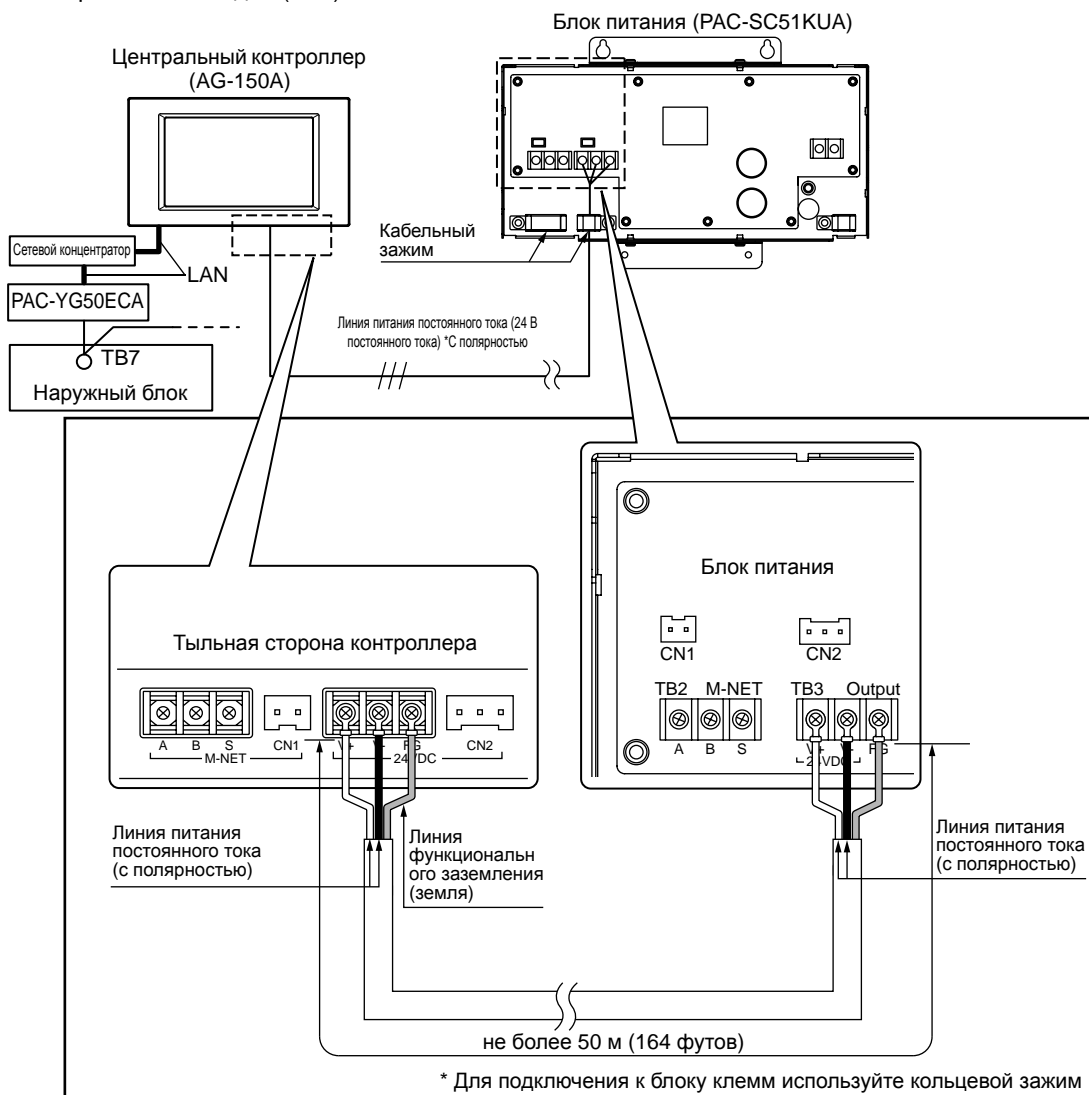 Блок питания (PAC-SC51KUA)
Центральный контроллер
(AG-150A)
Кабельный
зажим
Сетевой концентратор
LAN
PAC-YG50ECA
TB7
Наружный блок
Линия питания постоянного тока (24 В
постоянного тока) *С полярностью
Блок питания
CN1
CN2
TB2 M-NET
TB3 Output
A B S
V+ V- FG
24VDC
Тыльная сторона контроллера
A B S
M-NET
CN1
V+ V- FG
24VDC
CN2
Линия питания
постоянного тока
(с полярностью)
Линия
функциональн
ого заземления
(земля)
Линия питания
постоянного тока
(с полярностью)
не более 50 м (164 футов)
* Для подключения к блоку клемм используйте кольцевой зажим